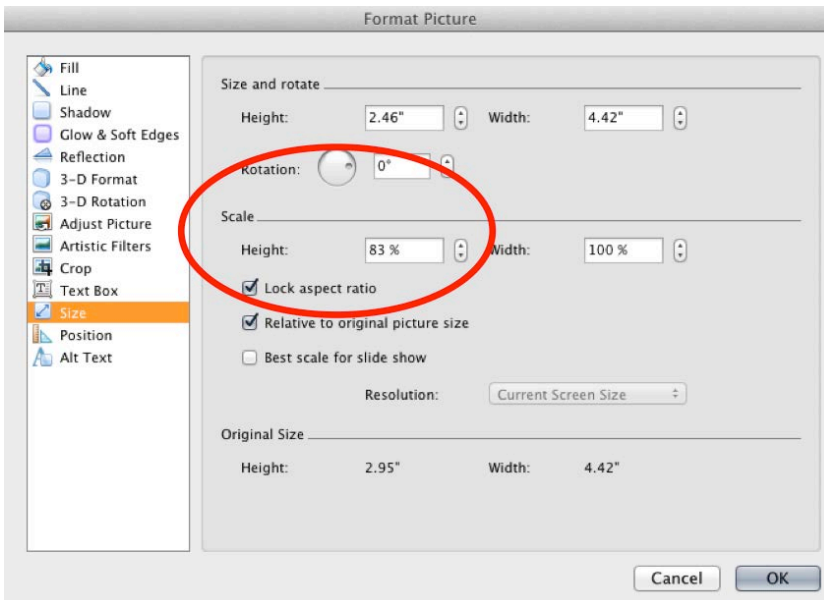 Format Picture
Fill
Line
Shadow
Glow & Soft Edges
Reflection
3-D Format
3-D Rotation
Adjust Picture
Artistic Filters
Crop
Text Box
Size
Position
Alt Text
Size and rotate
Height: 2.46" Width: 4.42"
Rotation: 0°
Scale
Height: 83 % Width: 100 %
Lock aspect ratio
Relative to original picture size
Best scale for slide show
Resolution: Current Screen Size
Original Size
Height: 2.95" Width: 4.42"
Cancel OK